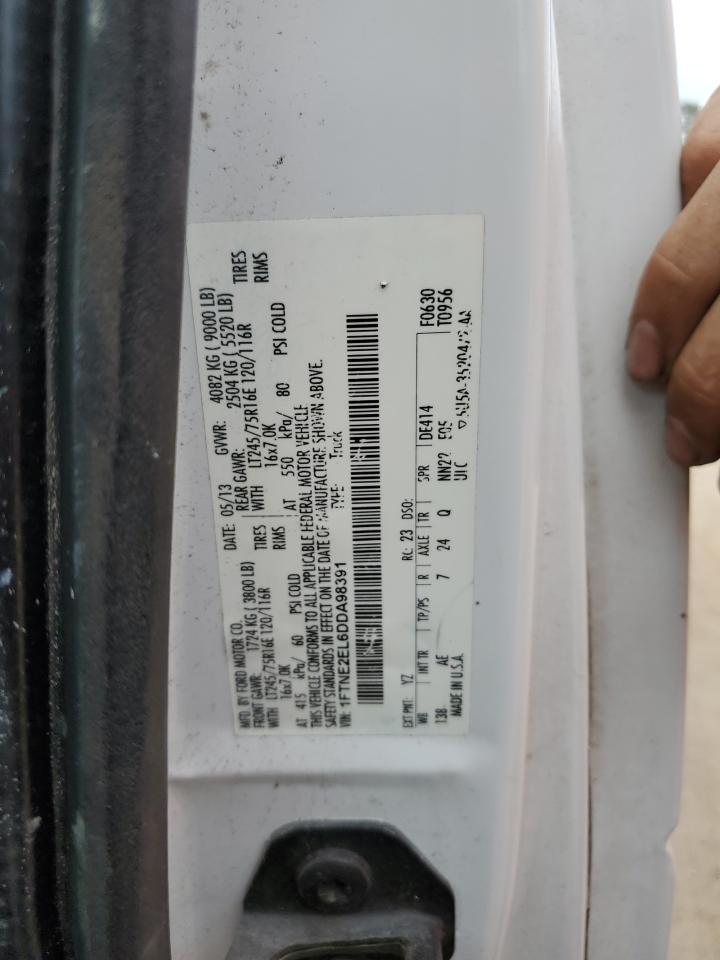 MFD. BY FORD MOTOR CO.
DATE: 05/13 GVWR: 4082 KG ( 9000 LB)
FRONT GAWR: 1724 KG ( 3800 LB) REAR GAWR: 2504 KG ( 5520 LB)
WITH LT245/75R16E 120/116R TIRES WITH LT245/75R16E 120/116R TIRES
16x7.0K RIMS 16x7.0K RIMS
AT 415 kPa/ 60 PSI COLD AT 550 kPa/ 80 PSI COLD
THIS VEHICLE CONFORMS TO ALL APPLICABLE FEDERAL MOTOR VEHICLE
SAFETY STANDARDS IN EFFECT ON THE DATE OF MANUFACTURE SHOWN ABOVE.
VIN: 1FTNE2EL6DDA98391 TYPE: Truck
F0630
T0956
EXT PNT: YZ RC: 23 DSO:
WB INT TR TP/PS R AXLE TR SPR DE414
138 AE 7 24 Q NN22 E05
MADE IN U.S.A. UTC